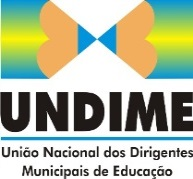 UNDIME
União Nacional dos Dirigentes
Municipais de Educação